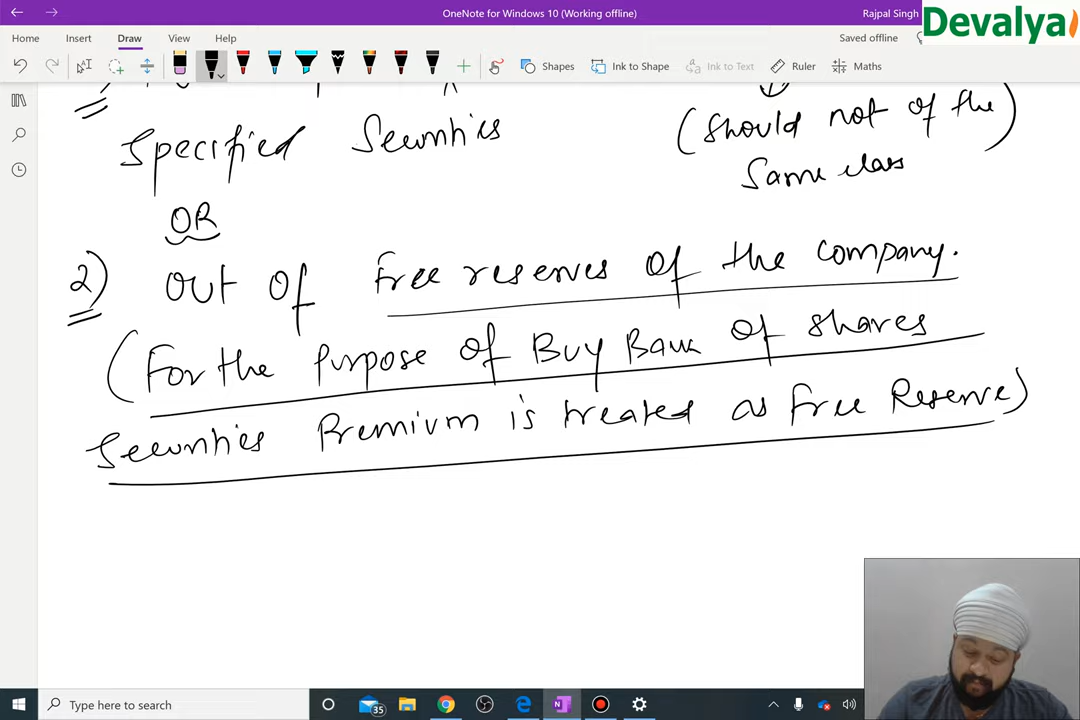 OneNote for Windows 10 (Working offline)
Rajpal Singh
Devalya
Home Insert Draw View Help
Saved offline
Shapes Ink to Shape Ink to Text Ruler Maths
Specified Securities
(Should not of the
Same class)
OR
2) Out of Free reserves of the company.
(For the Purpose of Buy Back of shares
Securities Premium is treated as Free Reserve)
Type here to search
35